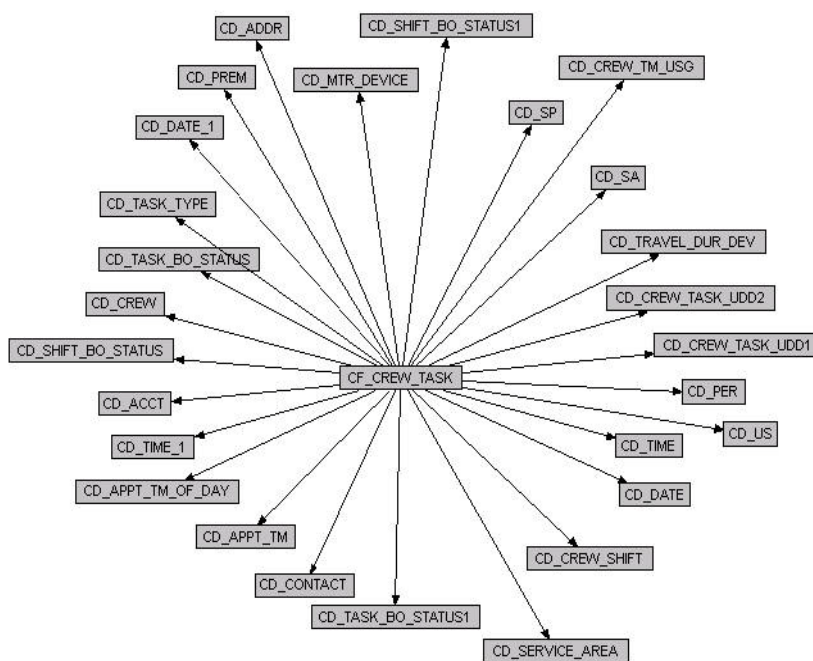 CD_SHIFT_BO_STATUS1
CD_ADDR
CD_CREW_TM_USG
CD_PREM
CD_MTR_DEVICE
CD_SP
CD_DATE_1
CD_SA
CD_TASK_TYPE
CD_TRAVEL_DUR_DEV
CD_TASK_BO_STATUS
CD_CREW_TASK_UDD2
CD_CREW
CD_CREW_TASK_UDD1
CD_SHIFT_BO_STATUS
CF_CREW_TASK
CD_PER
CD_ACCT
CD_US
CD_TIME_1
CD_TIME
CD_APPT_TM_OF_DAY
CD_DATE
CD_APPT_TM
CD_CREW_SHIFT
CD_CONTACT
CD_TASK_BO_STATUS1
CD_SERVICE_AREA